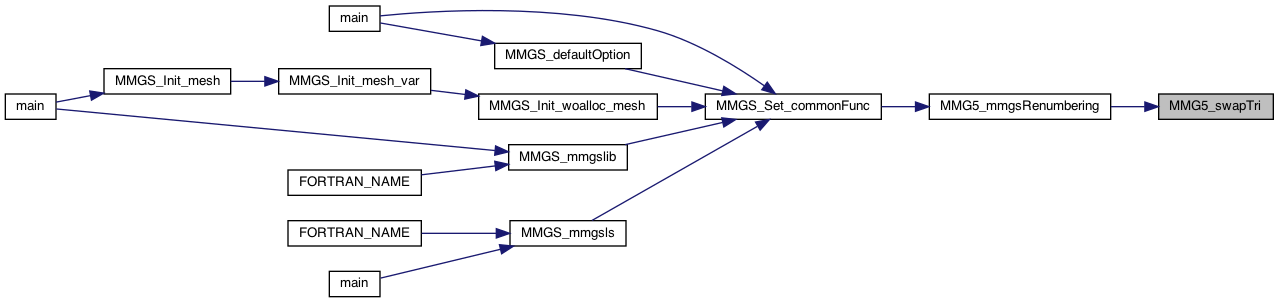 main
MMGS_defaultOption
MMGS_Init_mesh
MMGS_Init_mesh_var
main
MMGS_Init_woalloc_mesh
MMGS_Set_commonFunc
MMG5_mmgsRenumbering
MMG5_swapTri
MMGS_mmgslib
FORTRAN_NAME
FORTRAN_NAME
MMGS_mmgsls
main